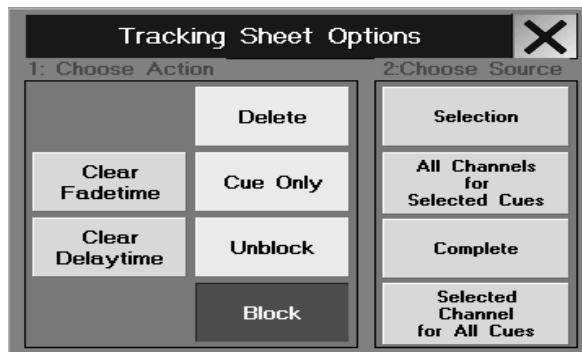 Tracking Sheet Options
1: Choose Action
2:Choose Source
Delete
Clear
Fadetime
Cue Only
Clear
Delaytime
Unblock
Block
Selection
All Channels
for
Selected Cues
Complete
Selected
Channel
for All Cues